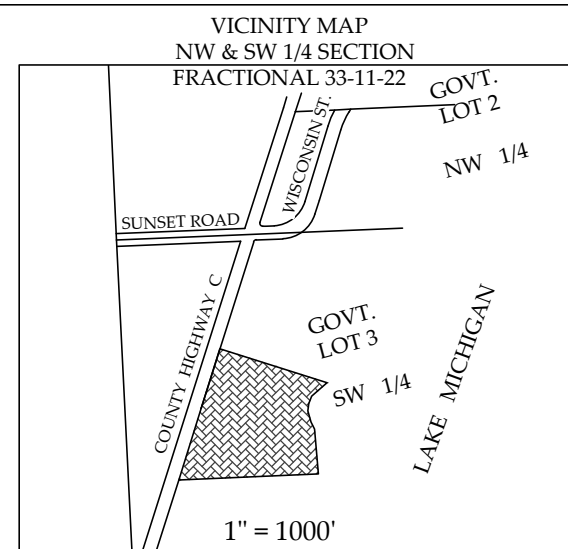 VICINITY MAP
NW & SW 1/4 SECTION
FRACTIONAL 33-11-22
GOVT.
LOT 2
NW 1/4
WISCONSIN ST.
SUNSET ROAD
COUNTY HIGHWAY C
GOVT.
LOT 3
SW 1/4
LAKE MICHIGAN
1" = 1000'